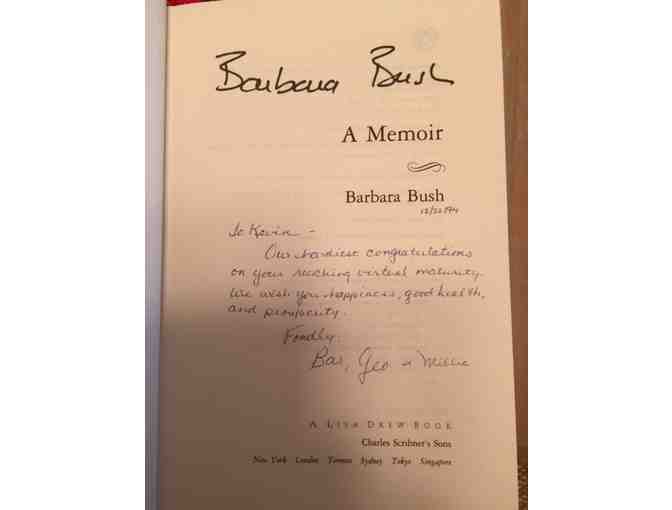 Barbara Bush
A Memoir
Barbara Bush
12/22/94
To Kevin -
Our hardiest congratulations
on your reaching virtual maturity.
We wish you happiness, good health,
and prosperity.
Fondly,
Bar, Geo & Millie
A LISA DREW BOOK
Charles Scribner's Sons
New York London Toronto Sydney Tokyo Singapore